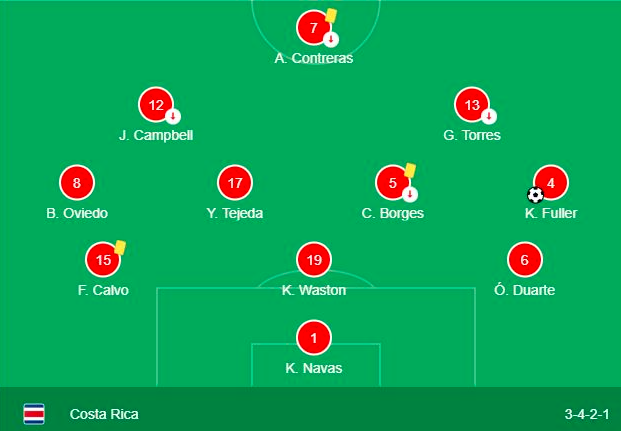 7
A. Contreras
12
13
J. Campbell
G. Torres
8
17
5
4
B. Oviedo
Y. Tejeda
C. Borges
K. Fuller
15
19
6
F. Calvo
K. Waston
Ó. Duarte
1
K. Navas
Costa Rica
3-4-2-1